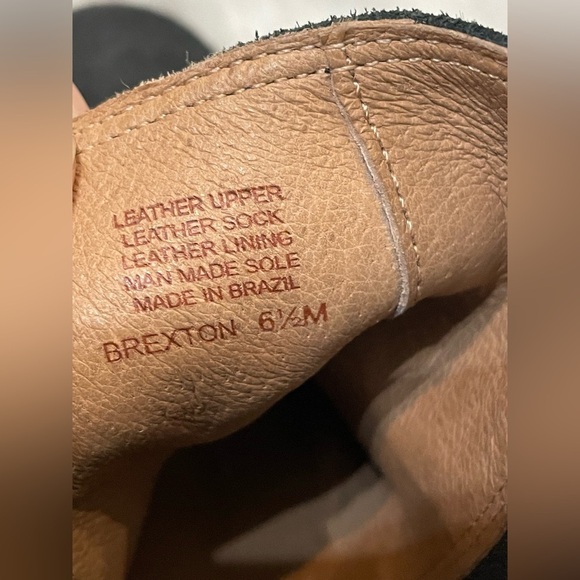 LEATHER UPPER
LEATHER SOCK
LEATHER LINING
MAN MADE SOLE
MADE IN BRAZIL
BREXTON 6½M